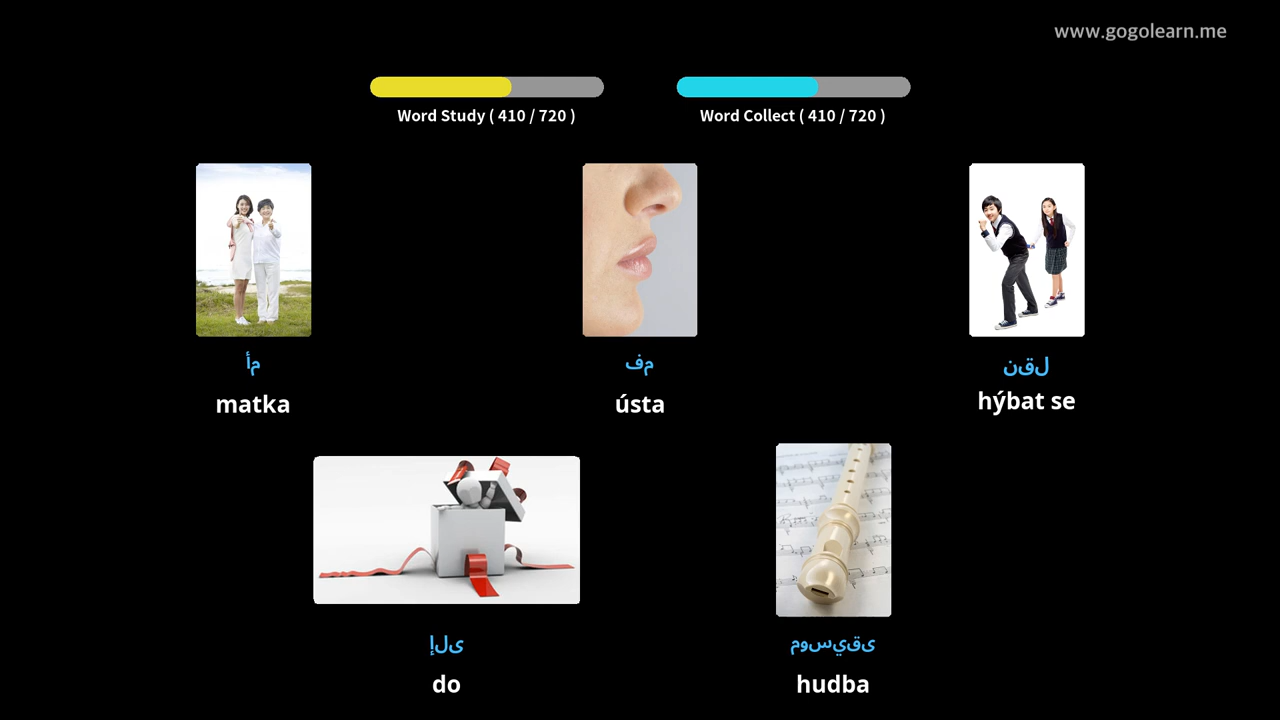 www.gogolearn.me
Word Study ( 410 / 720 )
Word Collect ( 410 / 720 )
أم
فم
نقل
matka
ústa
hýbat se
إلى
موسيقى
do
hudba